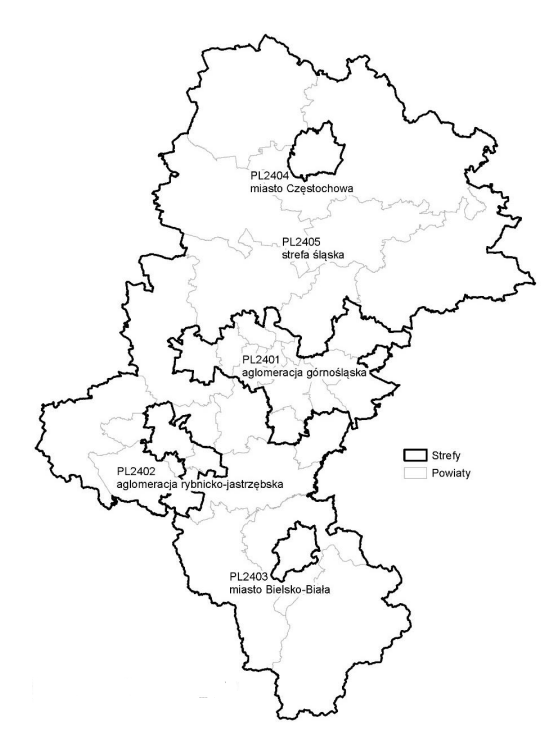 PL2404
miasto Częstochowa
PL2405
strefa śląska
PL2401
aglomeracja górnośląska
Strefy
Powiaty
PL2402
aglomeracja rybnicko-jastrzębska
PL2403
miasto Bielsko-Biała